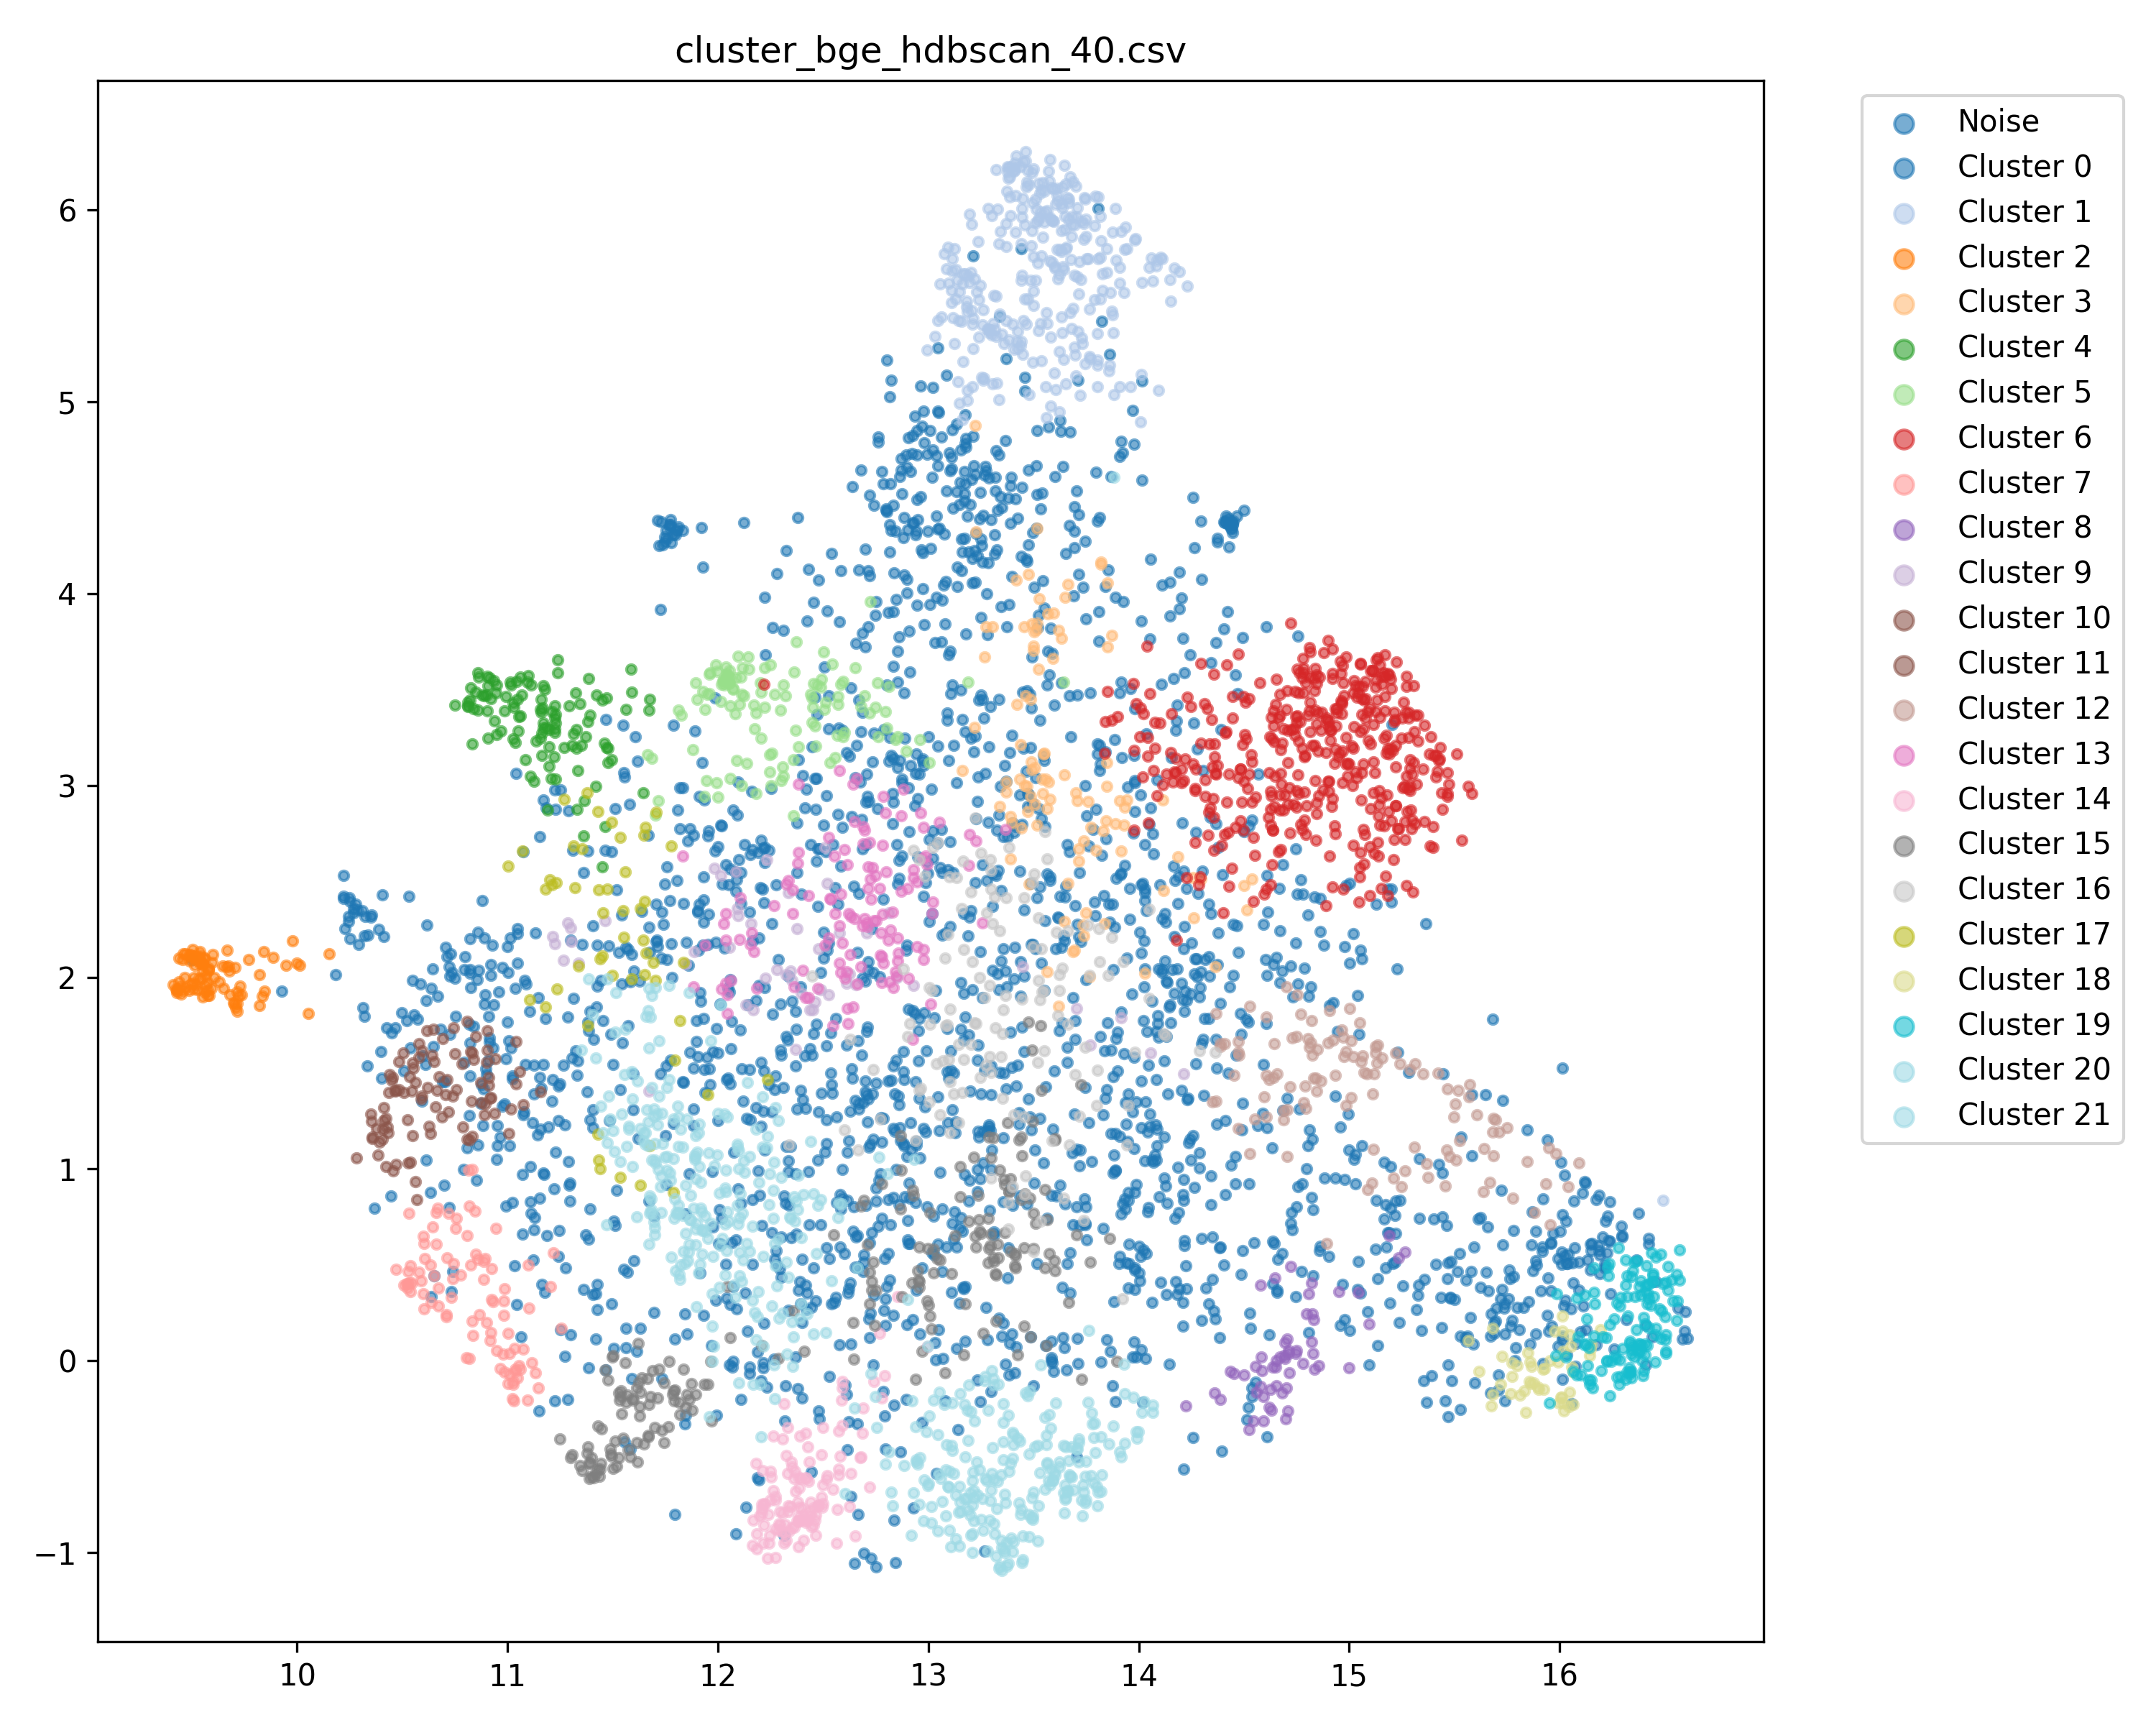 cluster_bge_hdbscan_40.csv
6
5
4
3
2
1
0
−1
10 11 12 13 14 15 16
Noise
Cluster 0
Cluster 1
Cluster 2
Cluster 3
Cluster 4
Cluster 5
Cluster 6
Cluster 7
Cluster 8
Cluster 9
Cluster 10
Cluster 11
Cluster 12
Cluster 13
Cluster 14
Cluster 15
Cluster 16
Cluster 17
Cluster 18
Cluster 19
Cluster 20
Cluster 21